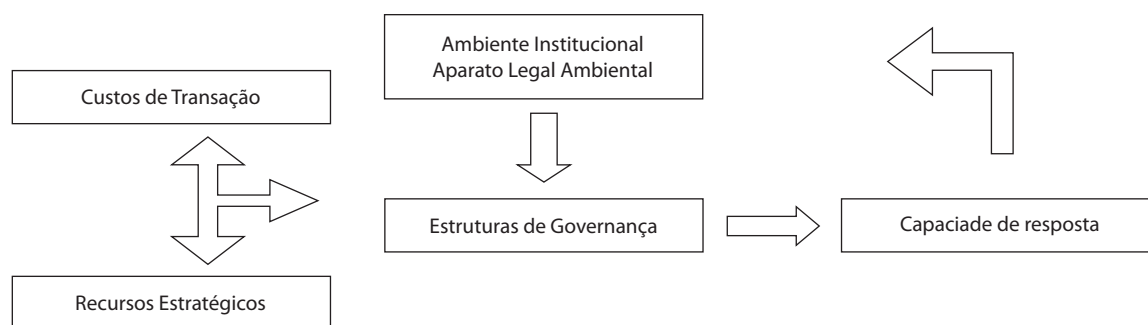 Ambiente Institucional
Aparato Legal Ambiental
Custos de Transação
Estruturas de Governança
Capaciade de resposta
Recursos Estratégicos